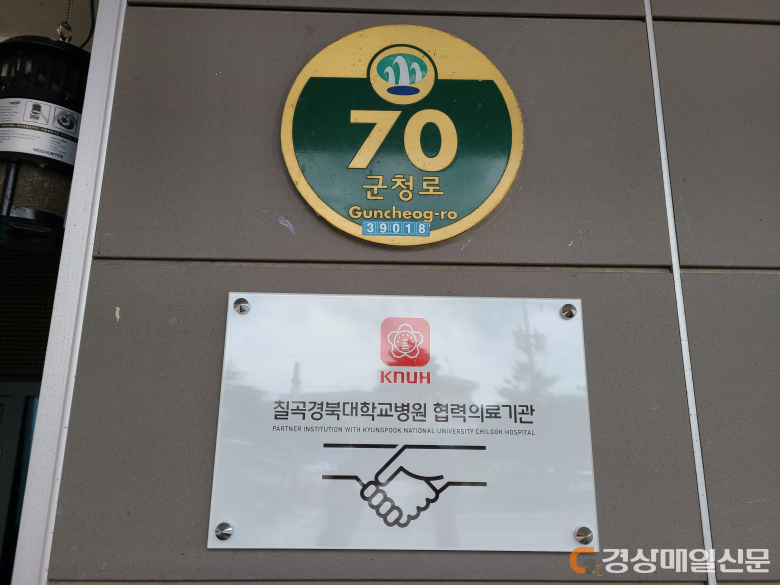 70
군청로
Guncheog-ro
39018
KNUH
칠곡경북대학교병원 협력의료기관
PARTNER INSTITUTION WITH KYUNGPOOK NATIONAL UNIVERSITY CHILGOK HOSPITAL
MOSHUNTER
경상매일신문